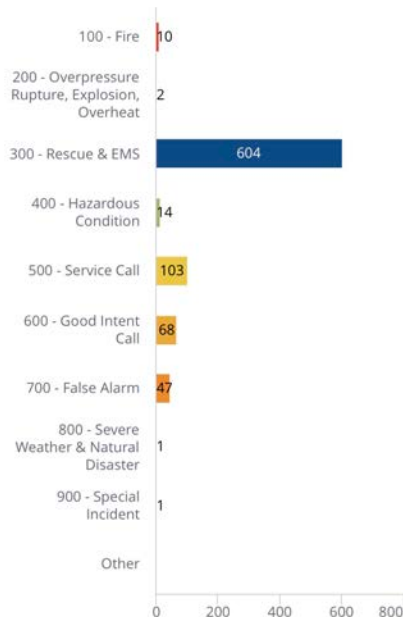 100 - Fire
10
200 - Overpressure
Rupture, Explosion,
Overheat
2
300 - Rescue & EMS
604
400 - Hazardous
Condition
14
500 - Service Call
103
600 - Good Intent
Call
68
700 - False Alarm
47
800 - Severe
Weather & Natural
Disaster
1
900 - Special
Incident
1
Other
0 200 400 600 800